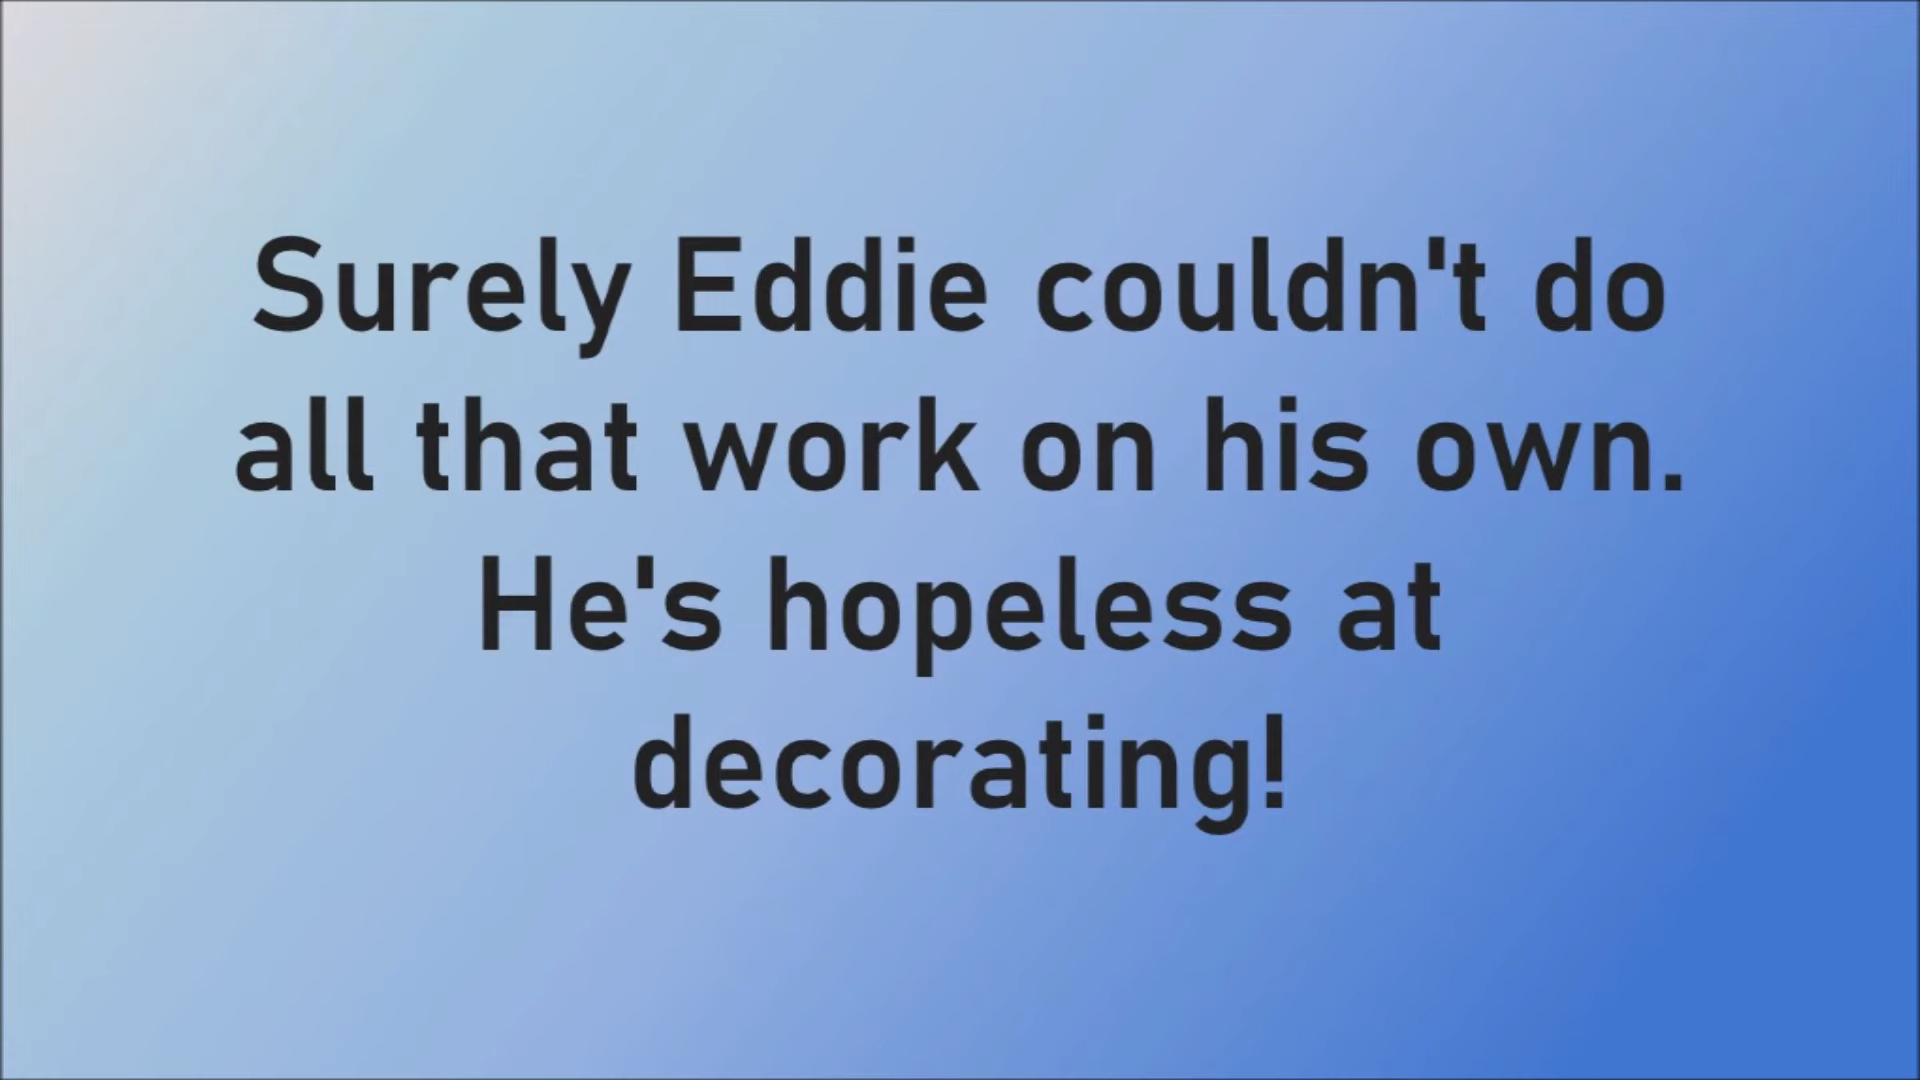 Surely Eddie couldn't do
all that work on his own.
He's hopeless at
decorating!